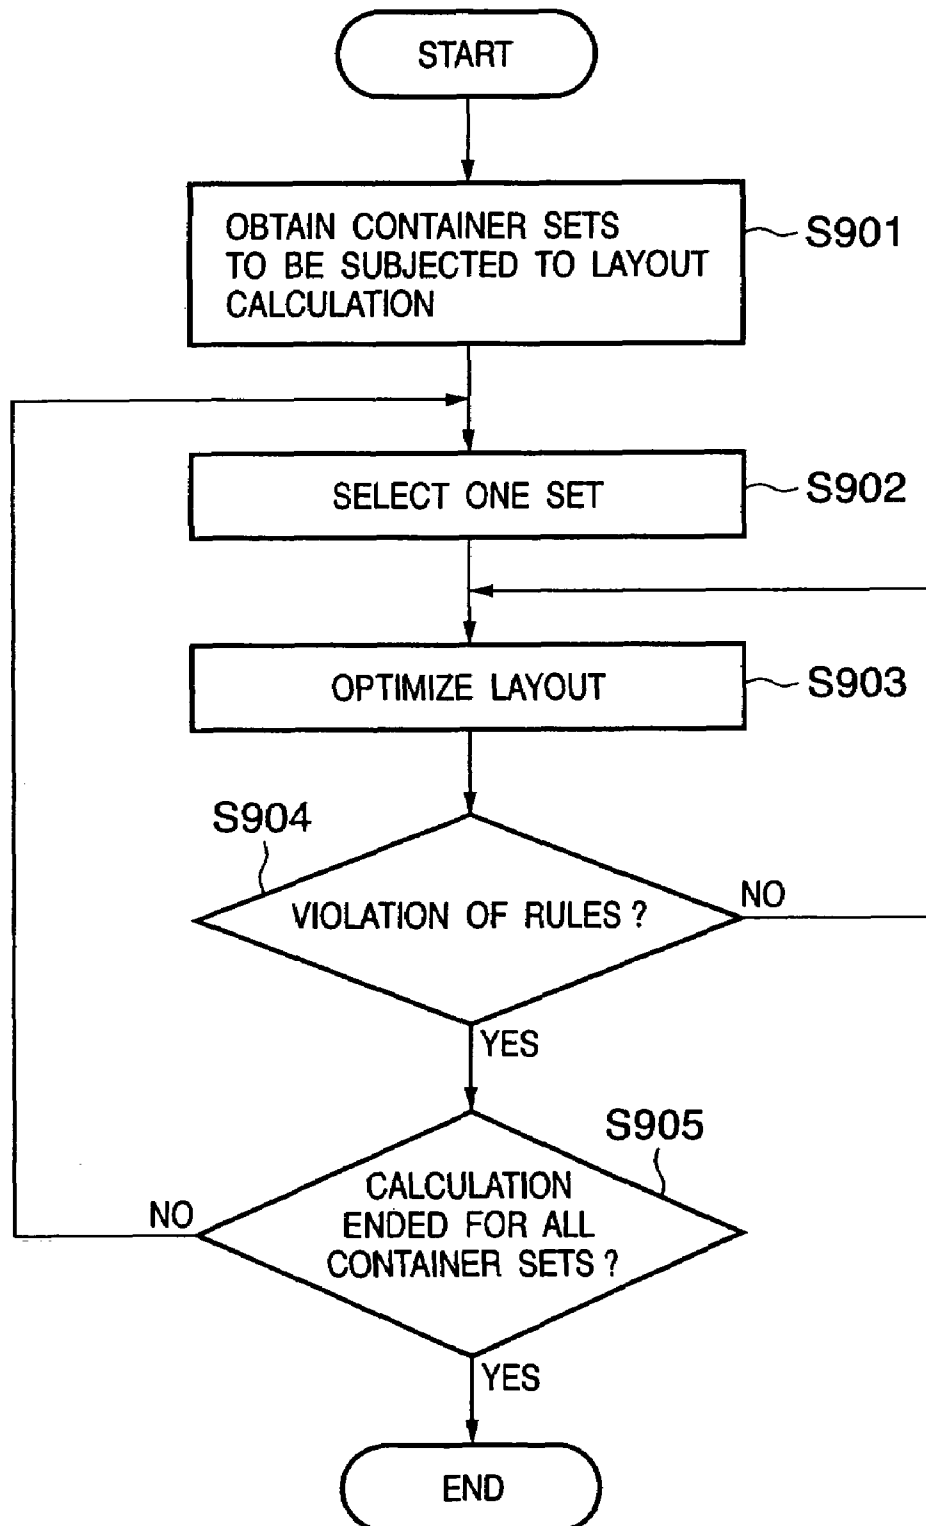 START
OBTAIN CONTAINER SETS
TO BE SUBJECTED TO LAYOUT
CALCULATION
S901
SELECT ONE SET
S902
OPTIMIZE LAYOUT
S903
S904
VIOLATION OF RULES ?
NO
YES
S905
CALCULATION
ENDED FOR ALL
CONTAINER SETS ?
NO
YES
END